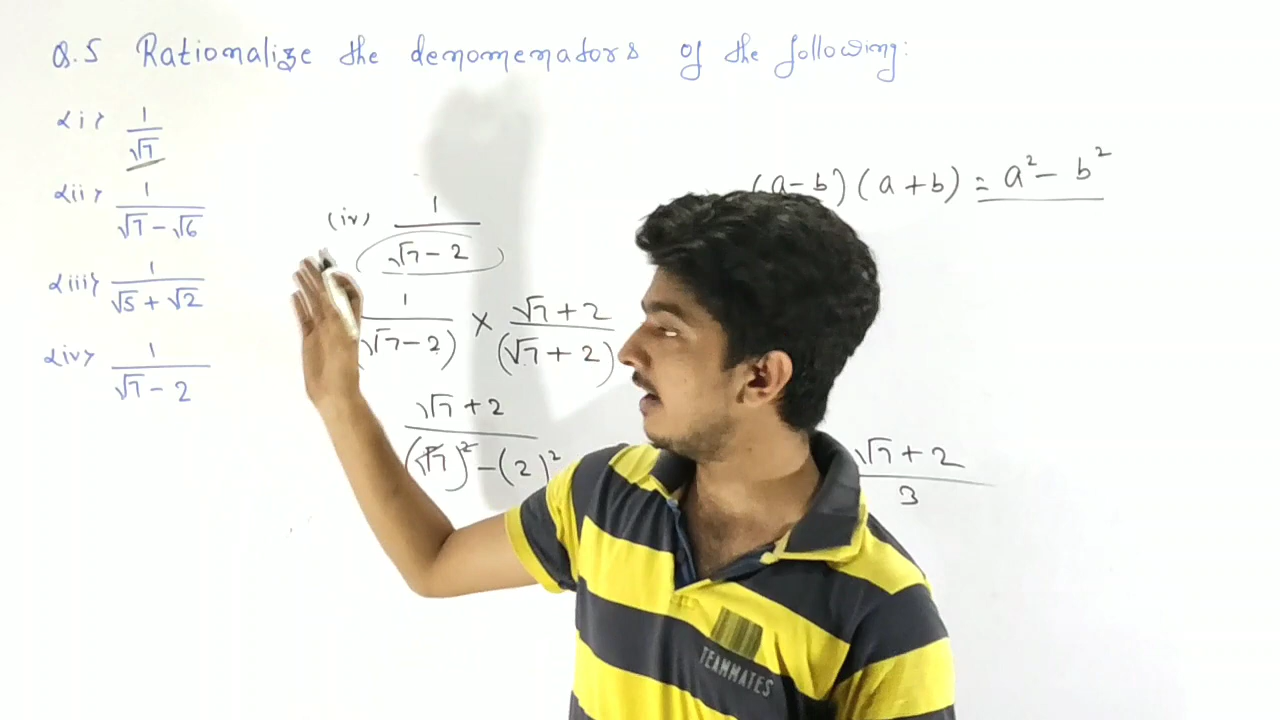 Q.5 Rationalize the denomenators of the following:
(i) 1/√7
(ii) 1/(√7 - √6)
(iii) 1/(√5 + √2)
(iv) 1/(√7 - 2)
(a-b)(a+b) = a² - b²
(iv) 1/(√7 - 2)
1/(√7 - 2) × (√7 + 2)/(√7 + 2)
(√7 + 2)/((√7)² - (2)²)
(√7 + 2)/3
TEAMMATES